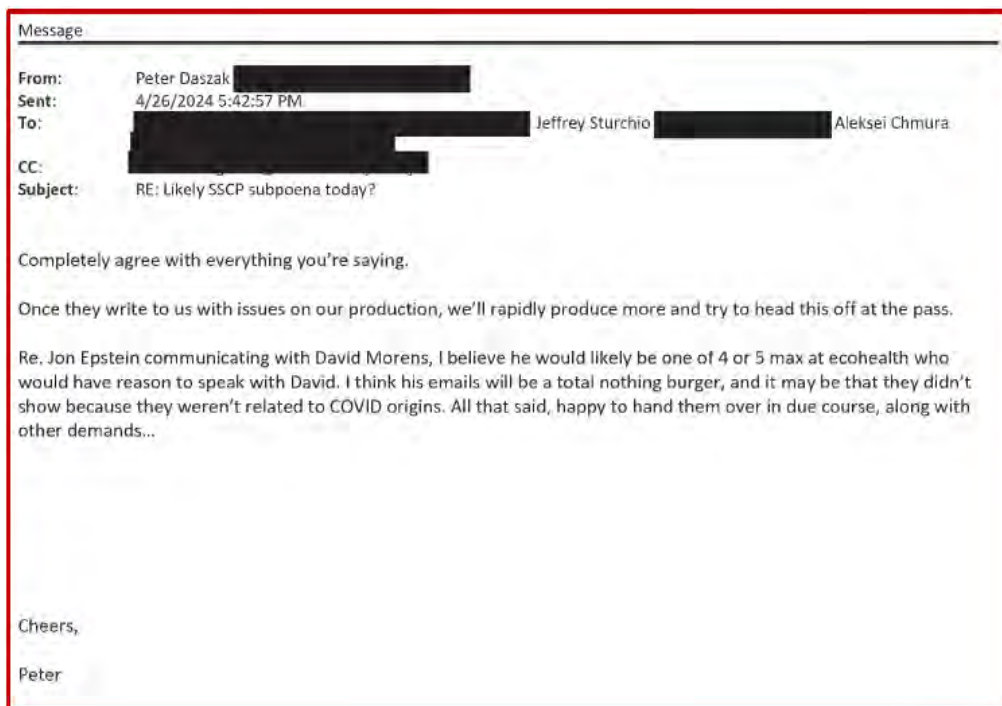 Message
From: Peter Daszak
Sent: 4/26/2024 5:42:57 PM
To: Jeffrey Sturchio Aleksei Chmura
CC:
Subject: RE: Likely SSCP subpoena today?
Completely agree with everything you're saying.
Once they write to us with issues on our production, we'll rapidly produce more and try to head this off at the pass.
Re. Jon Epstein communicating with David Morens, I believe he would likely be one of 4 or 5 max at ecohealth who
would have reason to speak with David. I think his emails will be a total nothing burger, and it may be that they didn't
show because they weren't related to COVID origins. All that said, happy to hand them over in due course, along with
other demands...
Cheers,
Peter